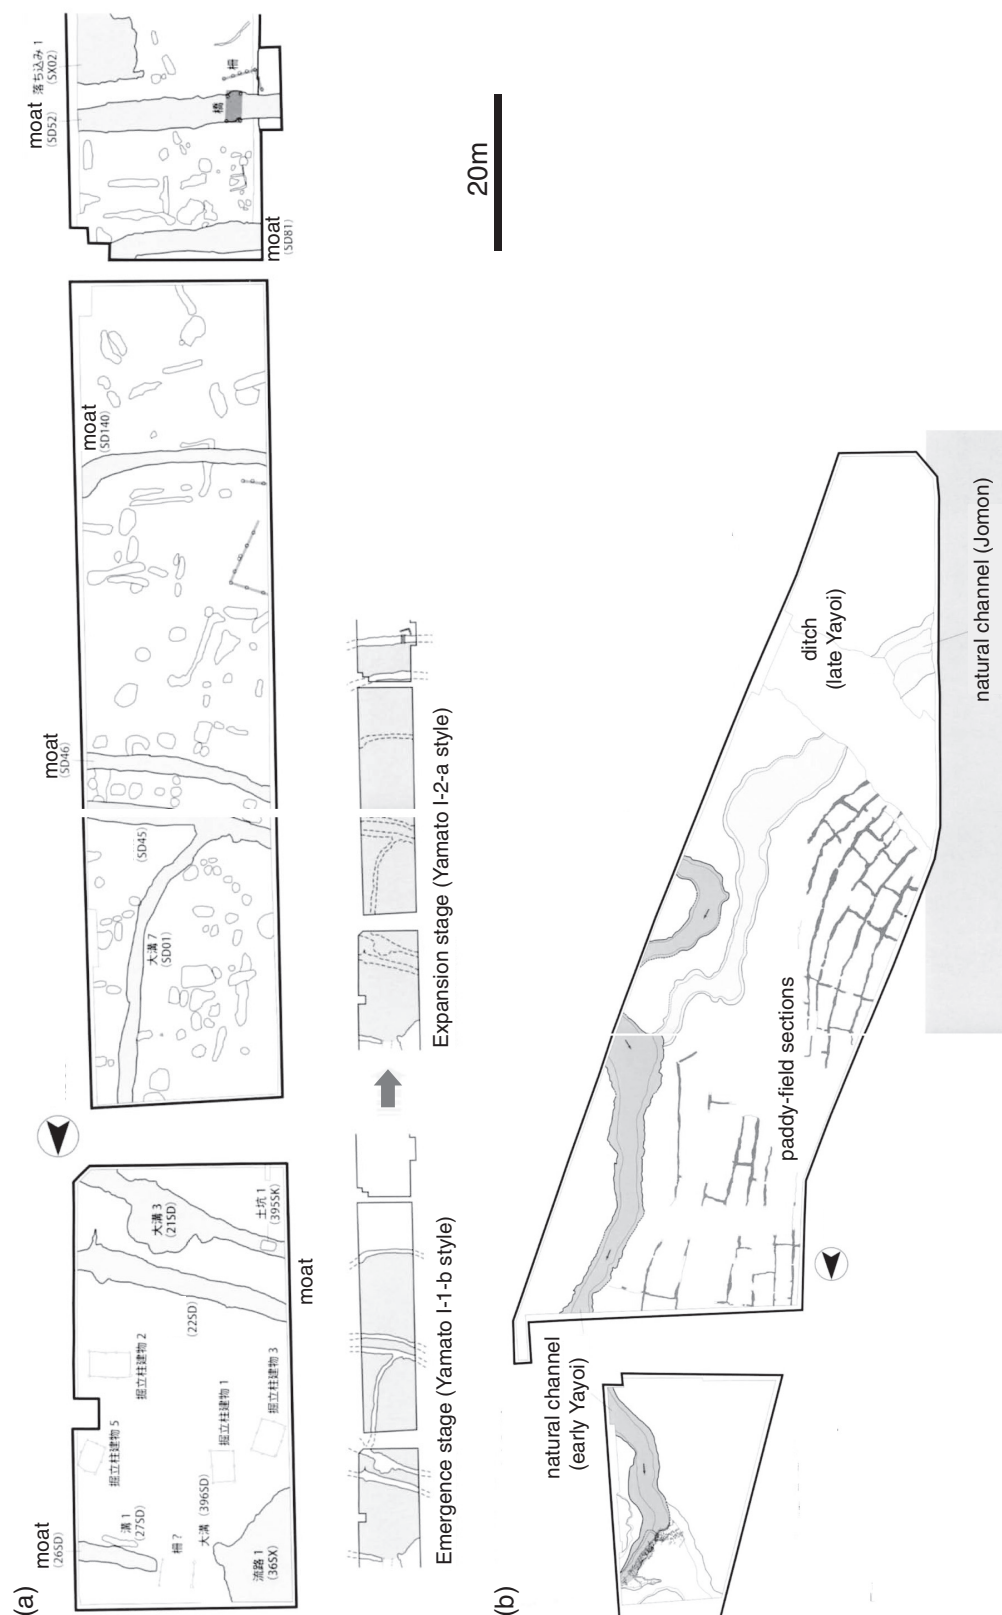 (a)
moat
(26SD)
溝 1
(27SD)
柵 ?
大溝 (396SD)
流路 1
(36SX)
掘立柱建物 5
掘立柱建物 2
掘立柱建物 1
掘立柱建物 3
(22SD)
大溝 3
(21SD)
土坑 1
(395SK)
moat
大溝 7
(SD01)
(SD45)
moat
(SD46)
moat
(SD140)
moat
(SD81)
moat
(SD52)
落ち込み 1
(SX02)
橋
柵
Emergence stage (Yamato I-1-b style)
Expansion stage (Yamato I-2-a style)
20m
(b)
natural channel
(early Yayoi)
paddy-field sections
ditch
(late Yayoi)
natural channel (Jomon)